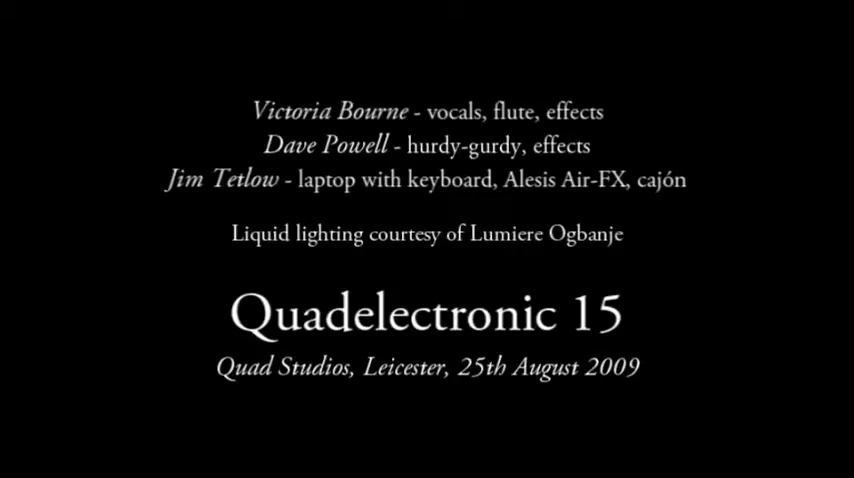 Victoria Bourne - vocals, flute, effects
Dave Powell - hurdy-gurdy, effects
Jim Tetlow - laptop with keyboard, Alesis Air-FX, cajón
Liquid lighting courtesy of Lumiere Ogbanje
Quadelectronic 15
Quad Studios, Leicester, 25th August 2009